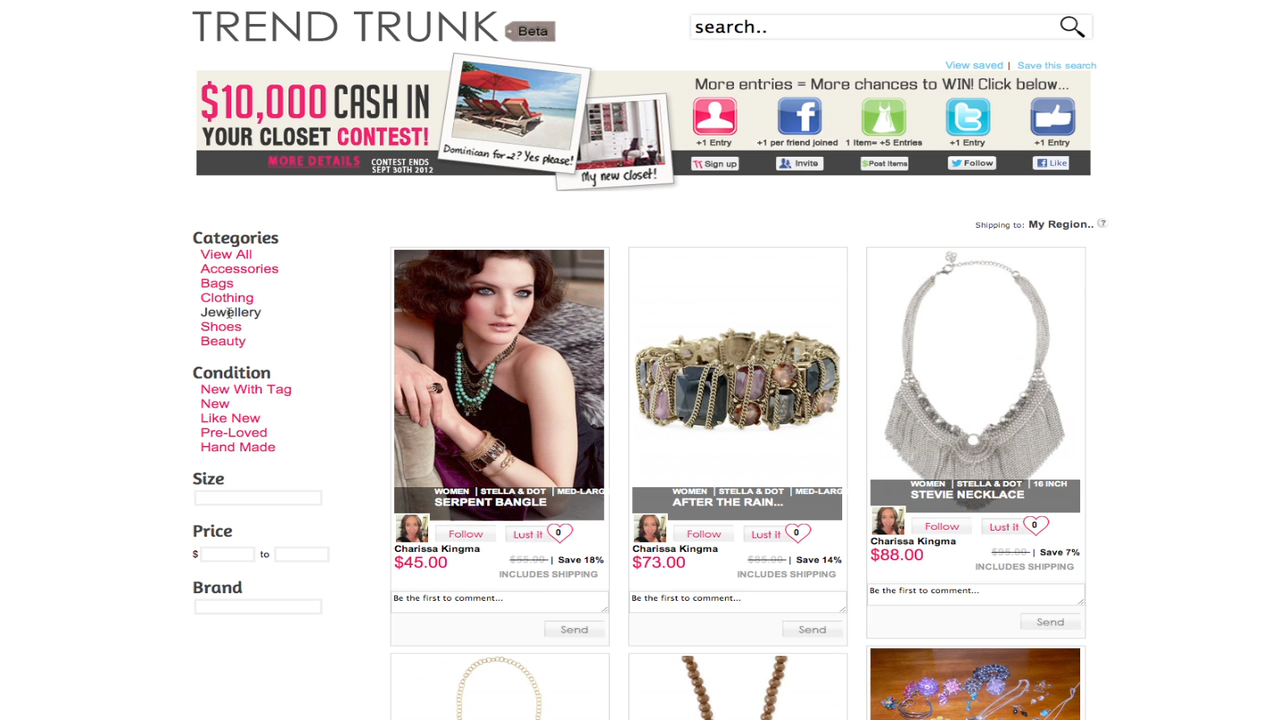 TREND TRUNK Beta
search..
View saved | Save this search
$10,000 CASH IN
YOUR CLOSET CONTEST!
MORE DETAILS
CONTEST ENDS
SEPT 30TH 2012
Dominican for 2? Yes please!
My new closet!
More entries = More chances to WIN! Click below...
+1 Entry
+1 per friend joined
1 Item= +5 Entries
+1 Entry
+1 Entry
Sign up
Invite
Post Items
Follow
Like
Shipping to: My Region.. ?
Categories
View All
Accessories
Bags
Clothing
Jewellery
Shoes
Beauty
Condition
New With Tag
New
Like New
Pre-Loved
Hand Made
Size
Price
$ to
Brand
WOMEN | STELLA & DOT | MED-LARG
SERPENT BANGLE
Follow
Lust it 0
Charissa Kingma
$45.00
$55.00 | Save 18%
INCLUDES SHIPPING
Be the first to comment...
Send
WOMEN | STELLA & DOT | MED-LARG
AFTER THE RAIN...
Follow
Lust it 0
Charissa Kingma
$73.00
$85.00 | Save 14%
INCLUDES SHIPPING
Be the first to comment...
Send
WOMEN | STELLA & DOT | 16 INCH
STEVIE NECKLACE
Follow
Lust it 0
Charissa Kingma
$88.00
$95.00 | Save 7%
INCLUDES SHIPPING
Be the first to comment...
Send